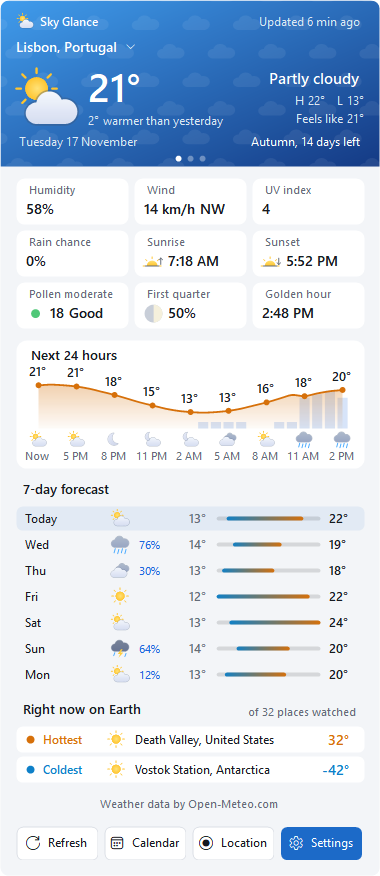 Sky Glance Updated 6 min ago
Lisbon, Portugal
21°
2° warmer than yesterday
Partly cloudy
H 22° L 13°
Feels like 21°
Tuesday 17 November Autumn, 14 days left
Humidity Wind UV index
58% 14 km/h NW 4
Rain chance Sunrise Sunset
0% 7:18 AM 5:52 PM
Pollen moderate First quarter Golden hour
18 Good 50% 2:48 PM
Next 24 hours
21° 21° 18° 15° 13° 13° 16° 18° 20°
Now 5 PM 8 PM 11 PM 2 AM 5 AM 8 AM 11 AM 2 PM
7-day forecast
Today 13° 22°
Wed 76% 14° 19°
Thu 30% 13° 18°
Fri 12° 22°
Sat 13° 24°
Sun 64% 14° 20°
Mon 12% 13° 20°
Right now on Earth of 32 places watched
Hottest Death Valley, United States 32°
Coldest Vostok Station, Antarctica -42°
Weather data by Open-Meteo.com
Refresh Calendar Location Settings